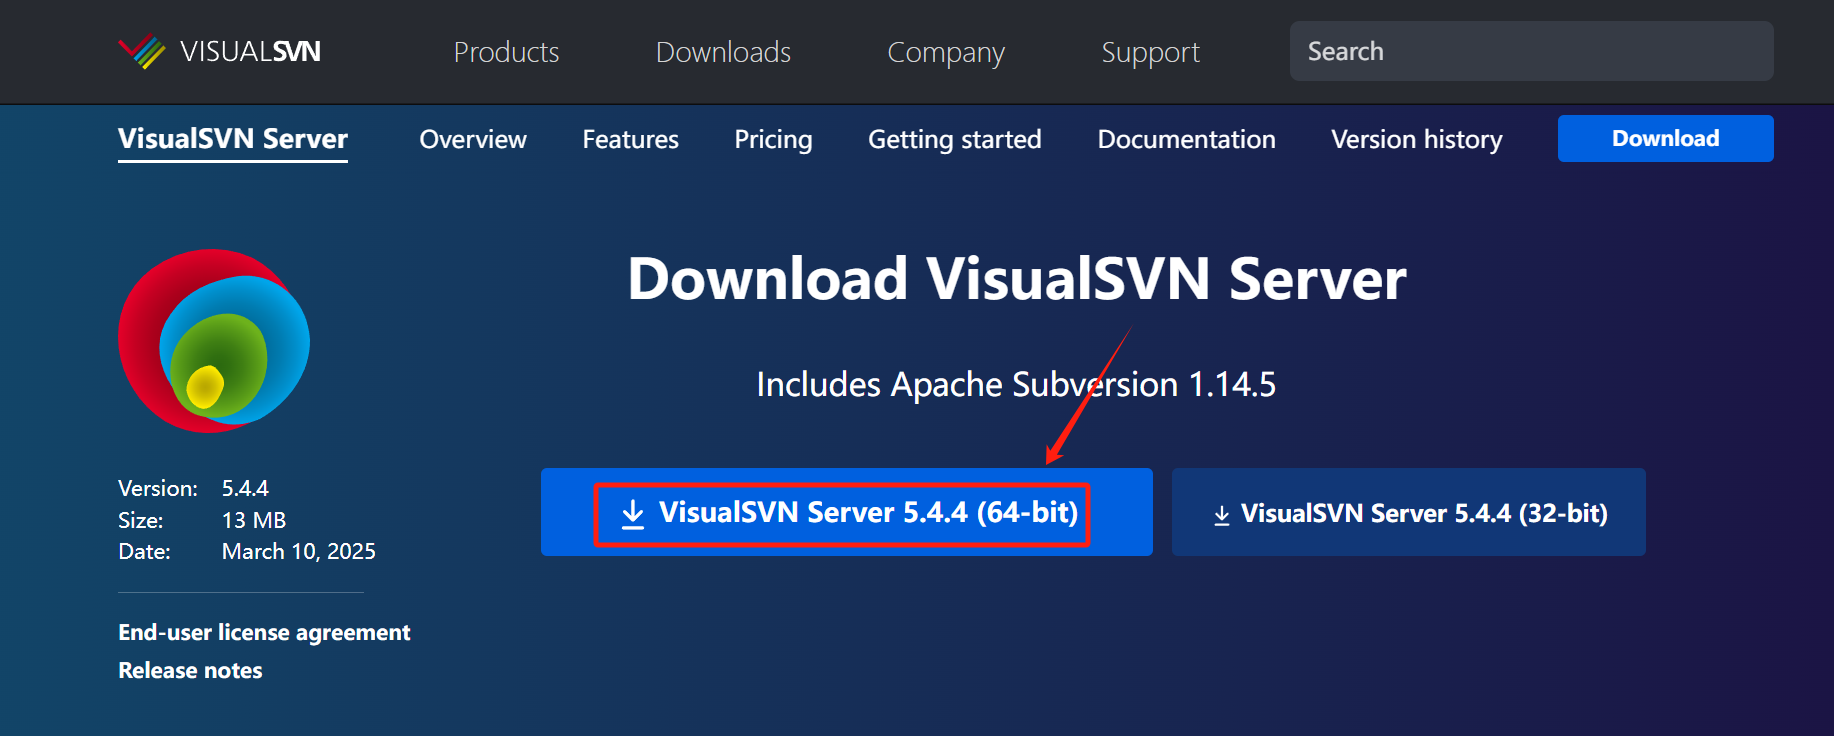 VISUALSVN Products Downloads Company Support Search
VisualSVN Server Overview Features Pricing Getting started Documentation Version history Download
Download VisualSVN Server
Includes Apache Subversion 1.14.5
VisualSVN Server 5.4.4 (64-bit) VisualSVN Server 5.4.4 (32-bit)
Version: 5.4.4
Size: 13 MB
Date: March 10, 2025
End-user license agreement
Release notes